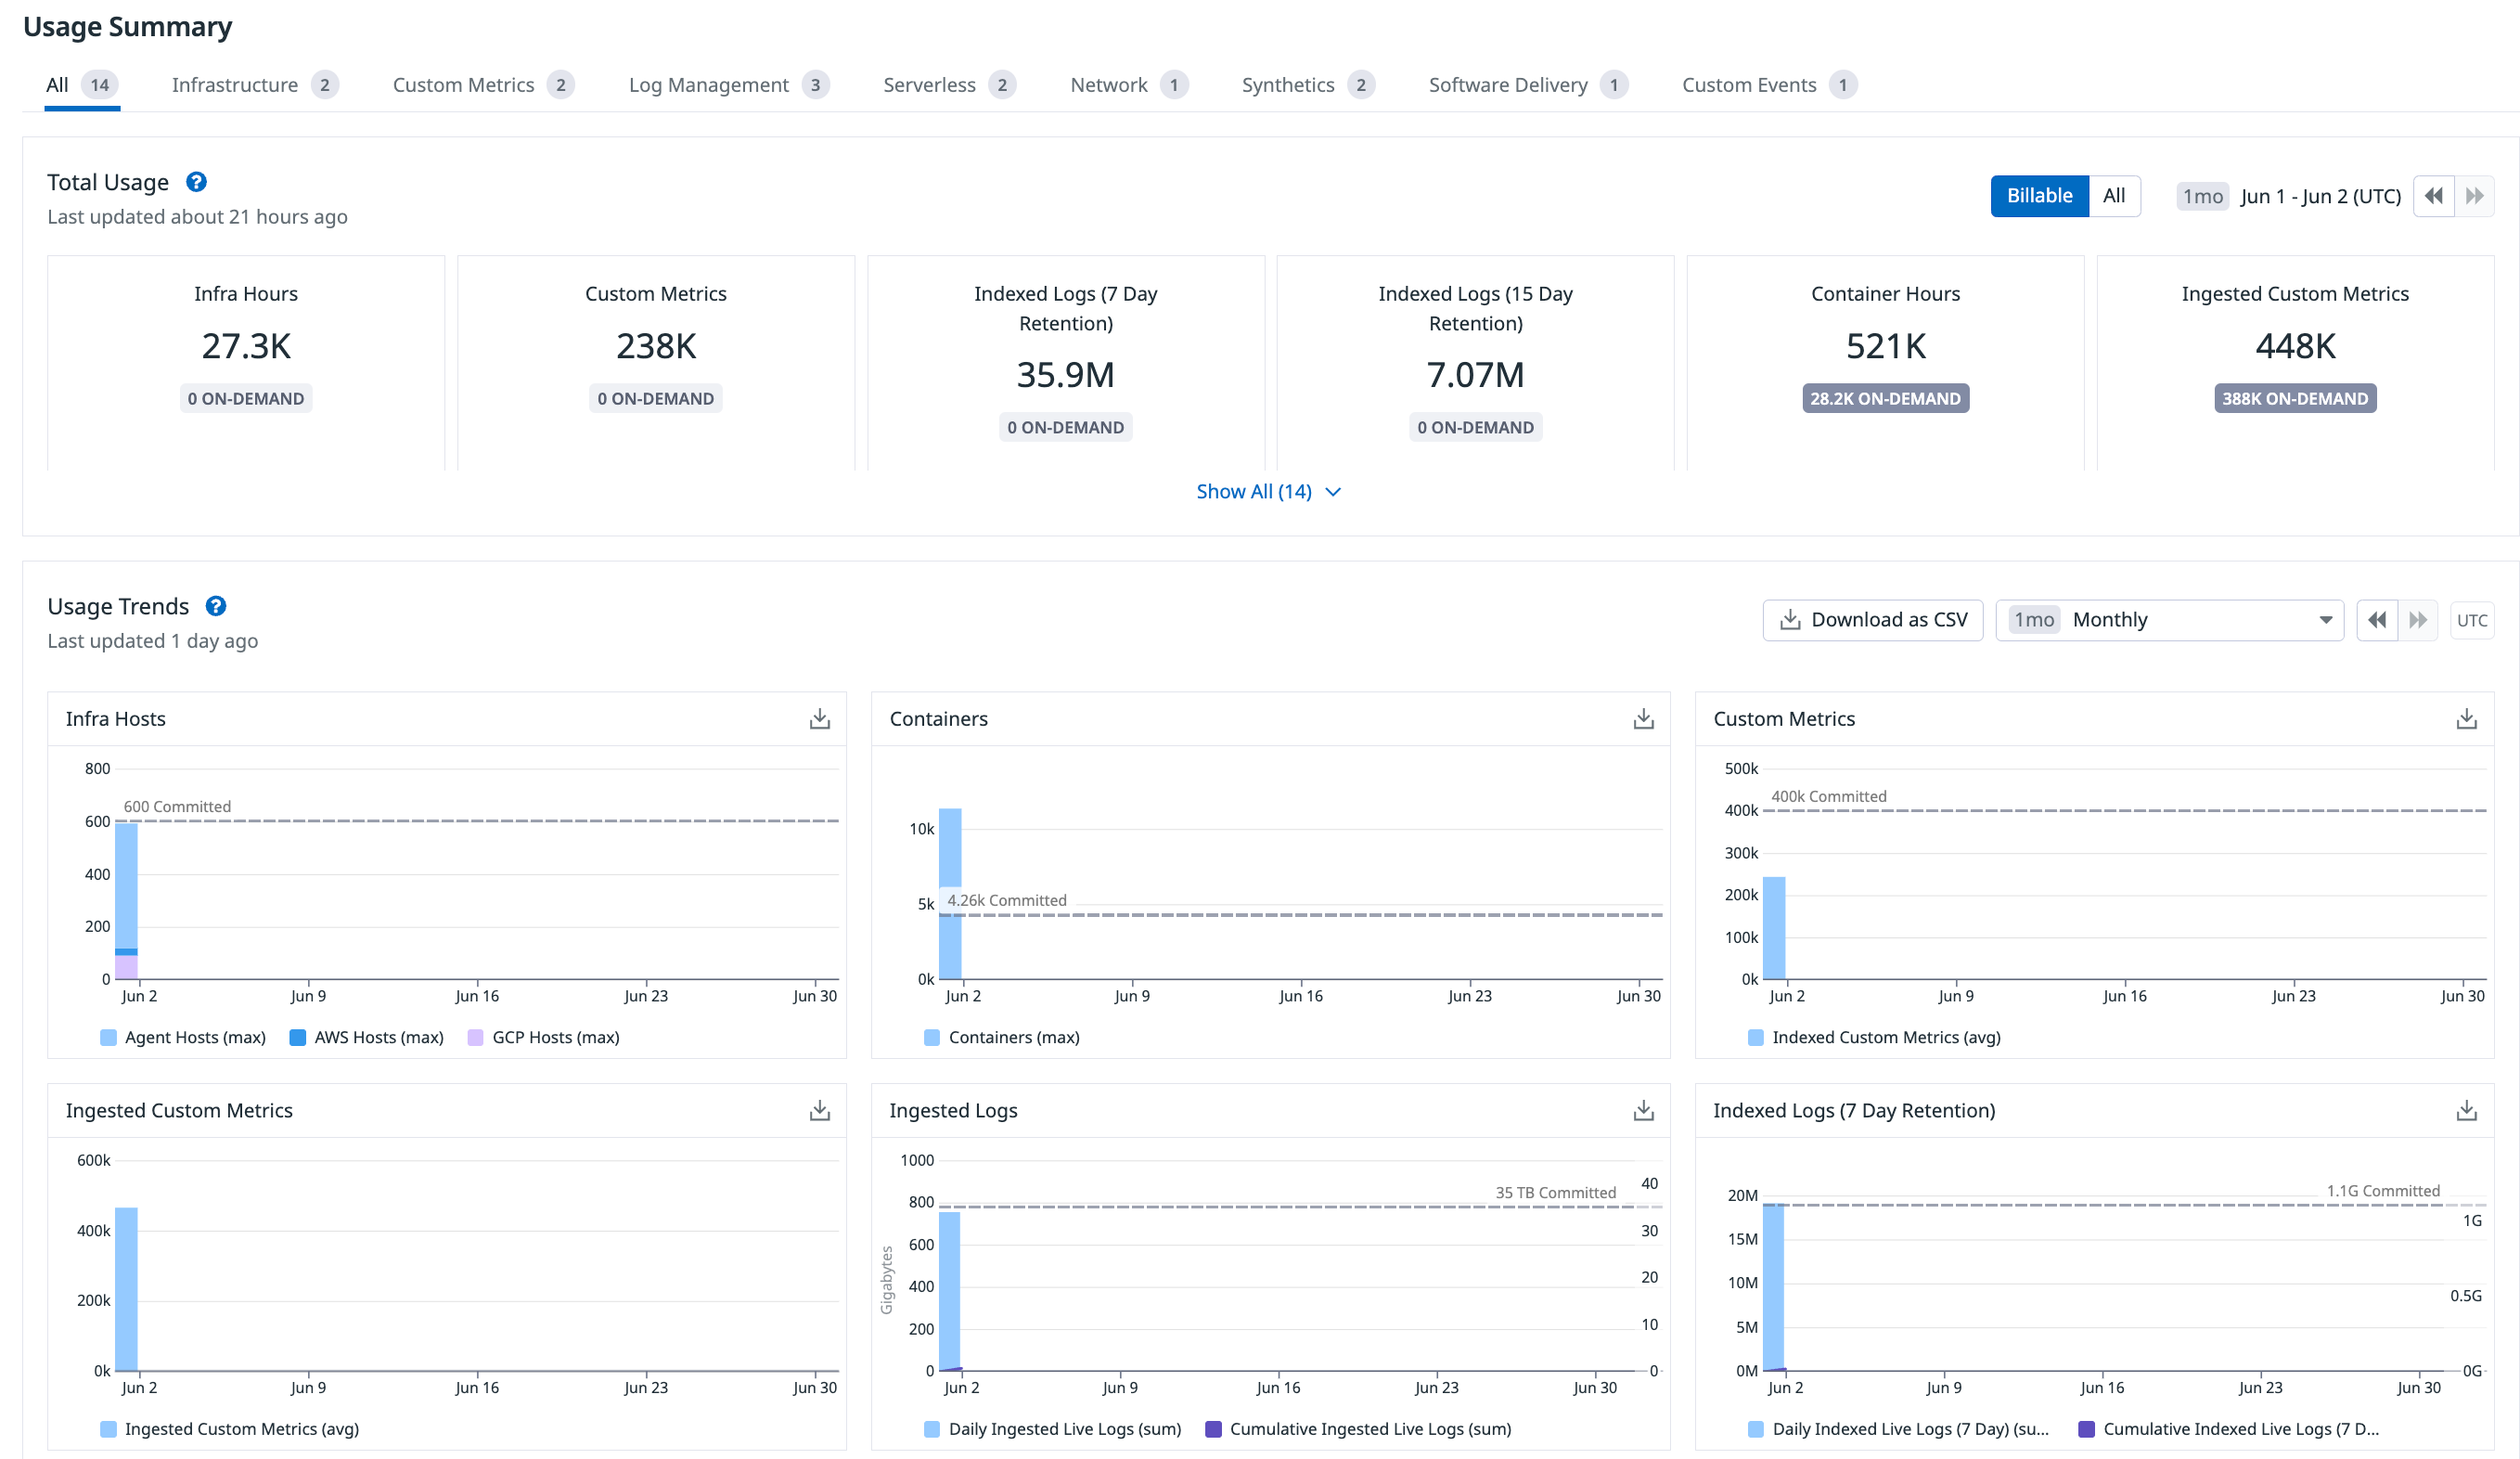 Usage Summary
All 14 Infrastructure 2 Custom Metrics 2 Log Management 3 Serverless 2 Network 1 Synthetics 2 Software Delivery 1 Custom Events 1
Total Usage ?
Last updated about 21 hours ago
Billable All 1mo Jun 1 - Jun 2 (UTC)
Infra Hours
27.3K
0 ON-DEMAND
Custom Metrics
238K
0 ON-DEMAND
Indexed Logs (7 Day
Retention)
35.9M
0 ON-DEMAND
Indexed Logs (15 Day
Retention)
7.07M
0 ON-DEMAND
Container Hours
521K
28.2K ON-DEMAND
Ingested Custom Metrics
448K
388K ON-DEMAND
Show All (14)
Usage Trends ?
Last updated 1 day ago
Download as CSV 1mo Monthly UTC
Infra Hosts
800
600 Committed
600
400
200
0
Jun 2 Jun 9 Jun 16 Jun 23 Jun 30
Agent Hosts (max) AWS Hosts (max) GCP Hosts (max)
Containers
10k
4.26k Committed
5k
0k
Jun 2 Jun 9 Jun 16 Jun 23 Jun 30
Containers (max)
Custom Metrics
500k
400k Committed
400k
300k
200k
100k
0k
Jun 2 Jun 9 Jun 16 Jun 23 Jun 30
Indexed Custom Metrics (avg)
Ingested Custom Metrics
600k
400k
200k
0k
Jun 2 Jun 9 Jun 16 Jun 23 Jun 30
Ingested Custom Metrics (avg)
Ingested Logs
Gigabytes
1000
800
600
400
200
0
35 TB Committed
40
30
20
10
0
Jun 2 Jun 9 Jun 16 Jun 23 Jun 30
Daily Ingested Live Logs (sum) Cumulative Ingested Live Logs (sum)
Indexed Logs (7 Day Retention)
20M
15M
10M
5M
0M
1.1G Committed
1G
0.5G
0G
Jun 2 Jun 9 Jun 16 Jun 23 Jun 30
Daily Indexed Live Logs (7 Day) (su... Cumulative Indexed Live Logs (7 D...